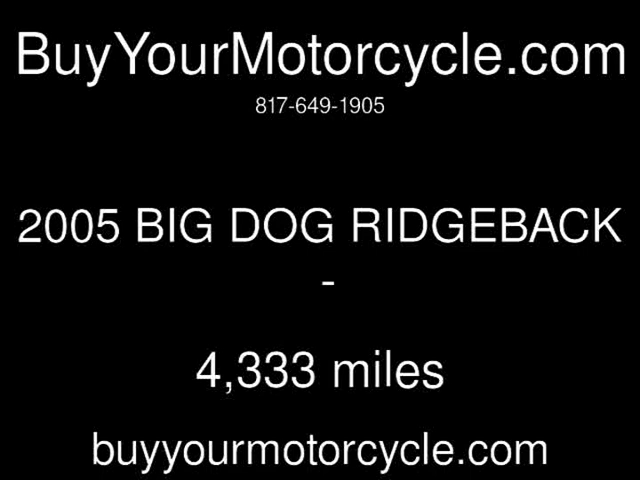 BuyYourMotorcycle.com
817-649-1905
2005 BIG DOG RIDGEBACK
-
4,333 miles
buyyourmotorcycle.com